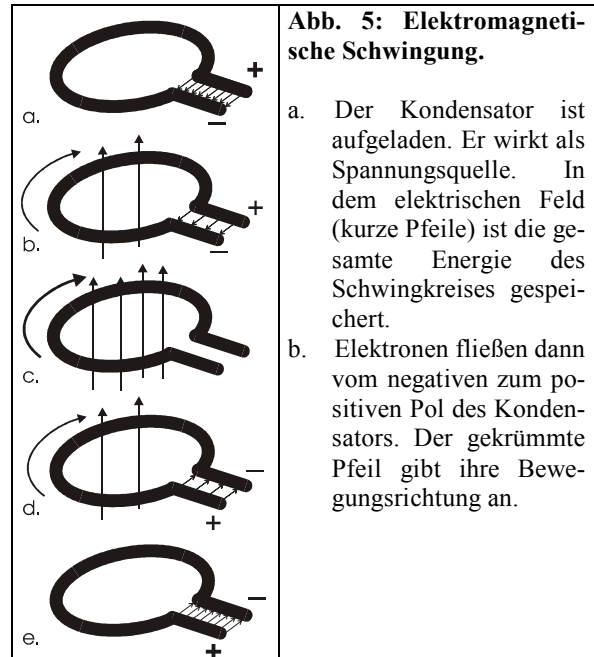 Abb. 5: Elektromagneti-
sche Schwingung.
a. Der Kondensator ist
aufgeladen. Er wirkt als
Spannungsquelle. In
dem elektrischen Feld
(kurze Pfeile) ist die ge-
samte Energie des
Schwingkreises gespei-
chert.
b. Elektronen fließen dann
vom negativen zum po-
sitiven Pol des Konden-
sators. Der gekrümmte
Pfeil gibt ihre Bewe-
gungsrichtung an.
+
a.
−
+
b.
−
c.
−
d.
+
−
e.
+